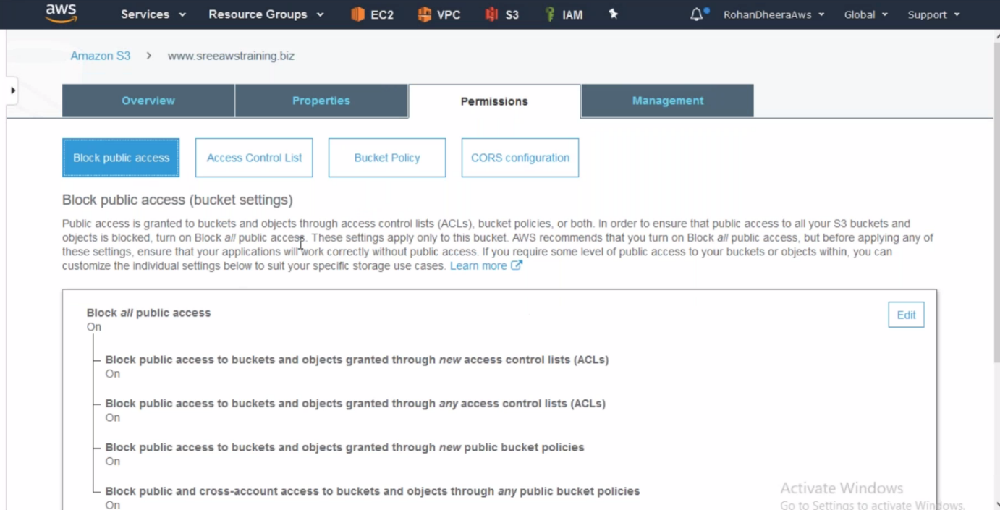 aws Services Resource Groups EC2 VPC S3 IAM RohanDheeraAws Global Support
Amazon S3 > www.sreeawstraining.biz
Overview Properties Permissions Management
Block public access Access Control List Bucket Policy CORS configuration
Block public access (bucket settings)
Public access is granted to buckets and objects through access control lists (ACLs), bucket policies, or both. In order to ensure that public access to all your S3 buckets and
objects is blocked, turn on Block all public access. These settings apply only to this bucket. AWS recommends that you turn on Block all public access, but before applying any of
these settings, ensure that your applications will work correctly without public access. If you require some level of public access to your buckets or objects within, you can
customize the individual settings below to suit your specific storage use cases. Learn more
Block all public access
Edit
On
Block public access to buckets and objects granted through new access control lists (ACLs)
On
Block public access to buckets and objects granted through any access control lists (ACLs)
On
Block public access to buckets and objects granted through new public bucket policies
On
Block public and cross-account access to buckets and objects through any public bucket policies
On
Activate Windows
Go to Settings to activate Windows.